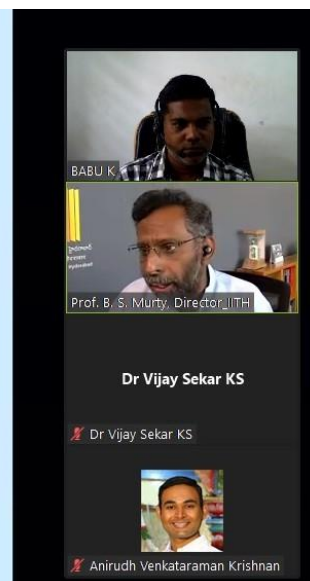 BABU K
Prof. B. S. Murty, Director_IITH
Dr Vijay Sekar KS
Dr Vijay Sekar KS
Anirudh Venkataraman Krishnan